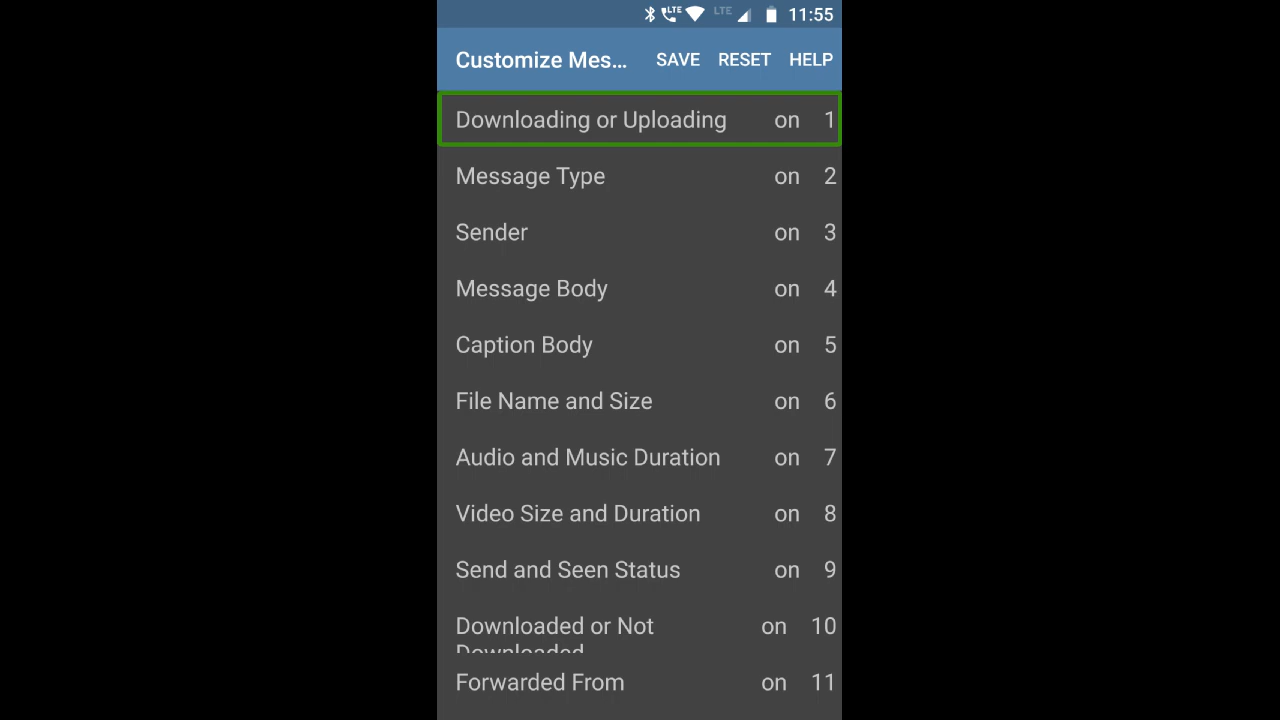 LTE LTE 11:55
Customize Mes... SAVE RESET HELP
Downloading or Uploading on 1
Message Type on 2
Sender on 3
Message Body on 4
Caption Body on 5
File Name and Size on 6
Audio and Music Duration on 7
Video Size and Duration on 8
Send and Seen Status on 9
Downloaded or Not on 10
Downloaded
Forwarded From on 11